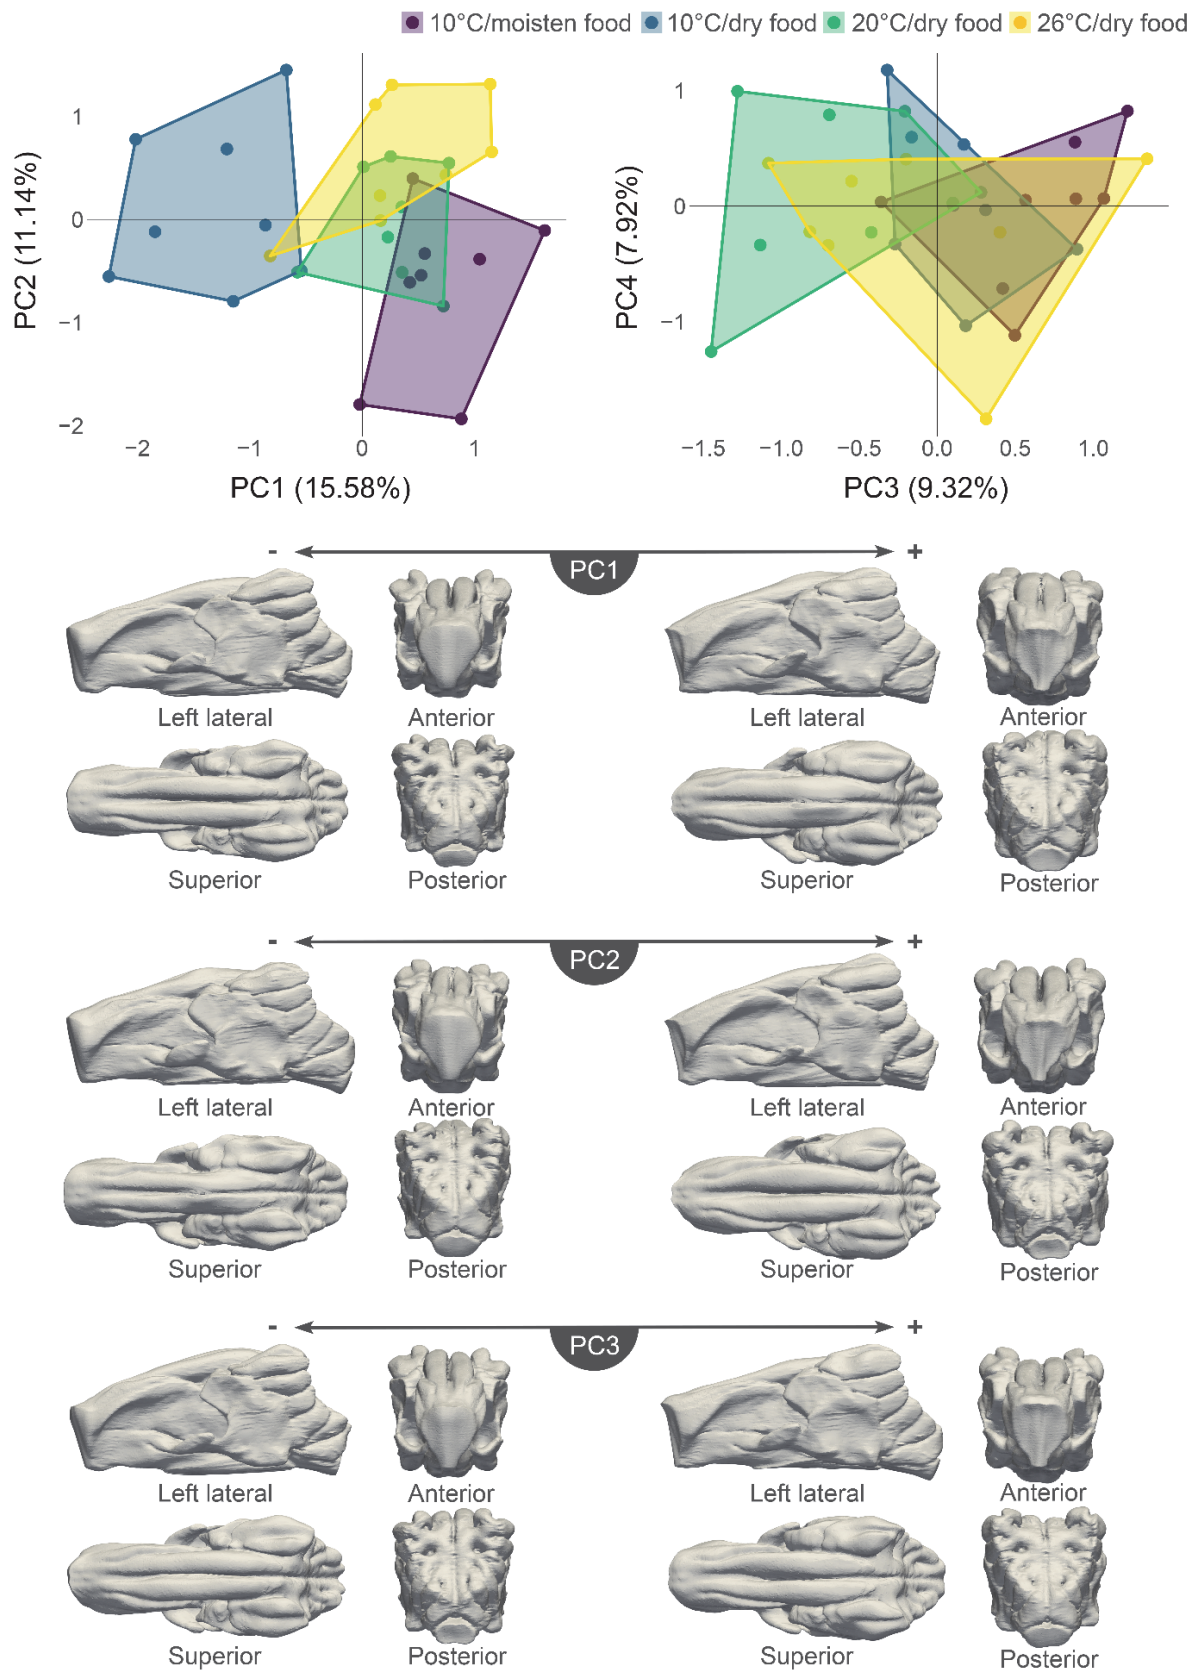 10°C/moisten food 10°C/dry food 20°C/dry food 26°C/dry food
PC2 (11.14%)
1
0
−1
−2
−2 −1 0 1
PC1 (15.58%)
PC4 (7.92%)
1
0
−1
−1.5 −1.0 −0.5 0.0 0.5 1.0
PC3 (9.32%)
- PC1 +
Left lateral Anterior Left lateral Anterior
Superior Posterior Superior Posterior
- PC2 +
Left lateral Anterior Left lateral Anterior
Superior Posterior Superior Posterior
- PC3 +
Left lateral Anterior Left lateral Anterior
Superior Posterior Superior Posterior